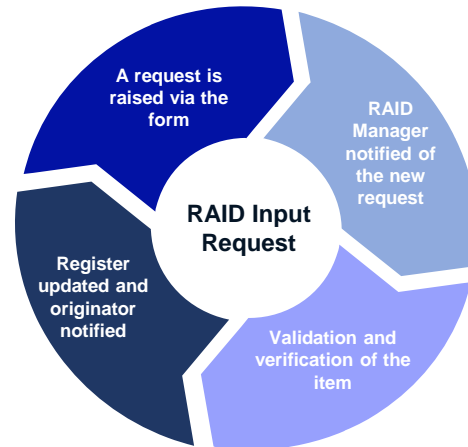 A request is
raised via the
form
RAID
Manager
notified of
the new
request
RAID Input
Request
Register
updated and
originator
notified
Validation and
verification of the
item